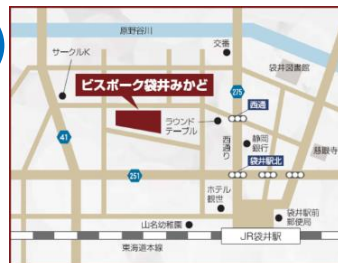 原野谷川
交番
サークルK
袋井図書館
ビスポーク袋井みかど
275
西通
ラウンド
テーブル
41
西通り
静岡
銀行
慈眼寺
袋井駅北
251
ホテル
観世
袋井駅前
郵便局
山名幼稚園
JR袋井駅
東海道本線